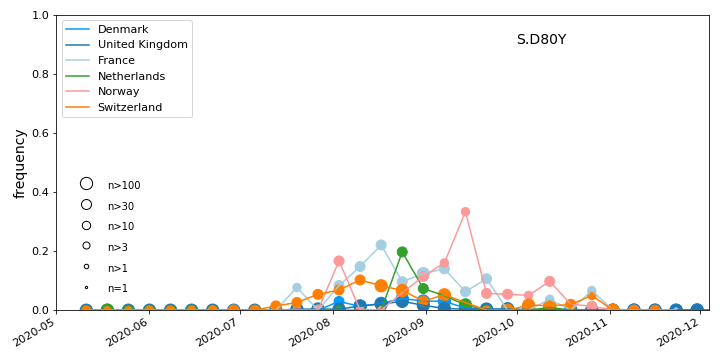 S.D80Y
Denmark
United Kingdom
France
Netherlands
Norway
Switzerland
n>100
n>30
n>10
n>3
n>1
n=1
frequency
1.0
0.8
0.6
0.4
0.2
0.0
2020-05
2020-06
2020-07
2020-08
2020-09
2020-10
2020-11
2020-12